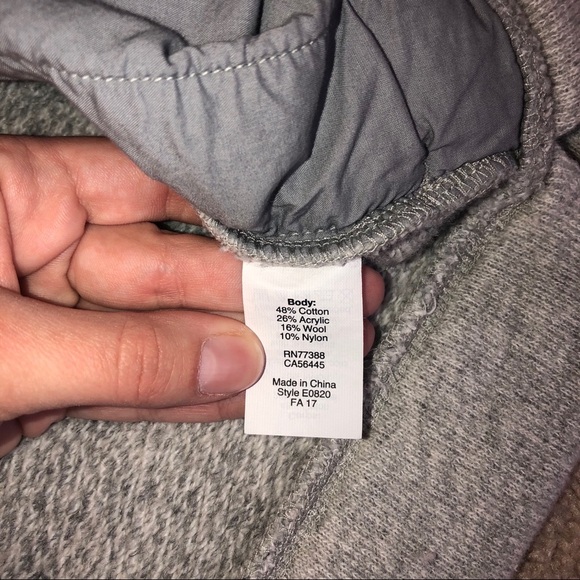 Body:
48% Cotton
26% Acrylic
16% Wool
10% Nylon
RN77388
CA56445
Made in China
Style E0820
FA 17